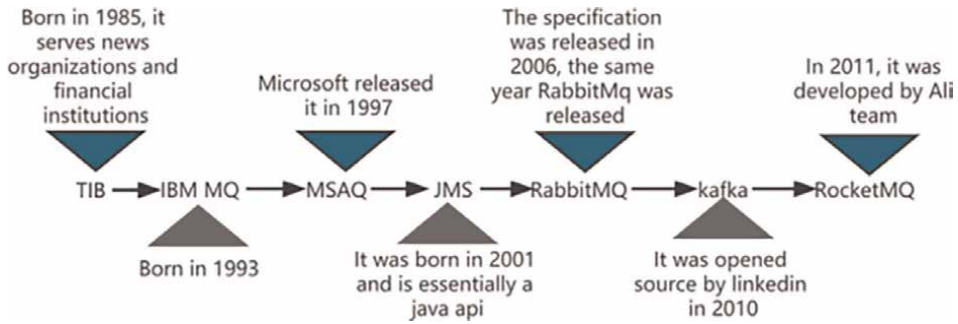 Born in 1985, it
serves news
organizations and
financial
institutions
Microsoft released
it in 1997
The specification
was released in
2006, the same
year RabbitMq was
released
In 2011, it was
developed by Ali
team
TIB
IBM MQ
MSAQ
JMS
RabbitMQ
kafka
RocketMQ
Born in 1993
It was born in 2001
and is essentially a
java api
It was opened
source by linkedin
in 2010